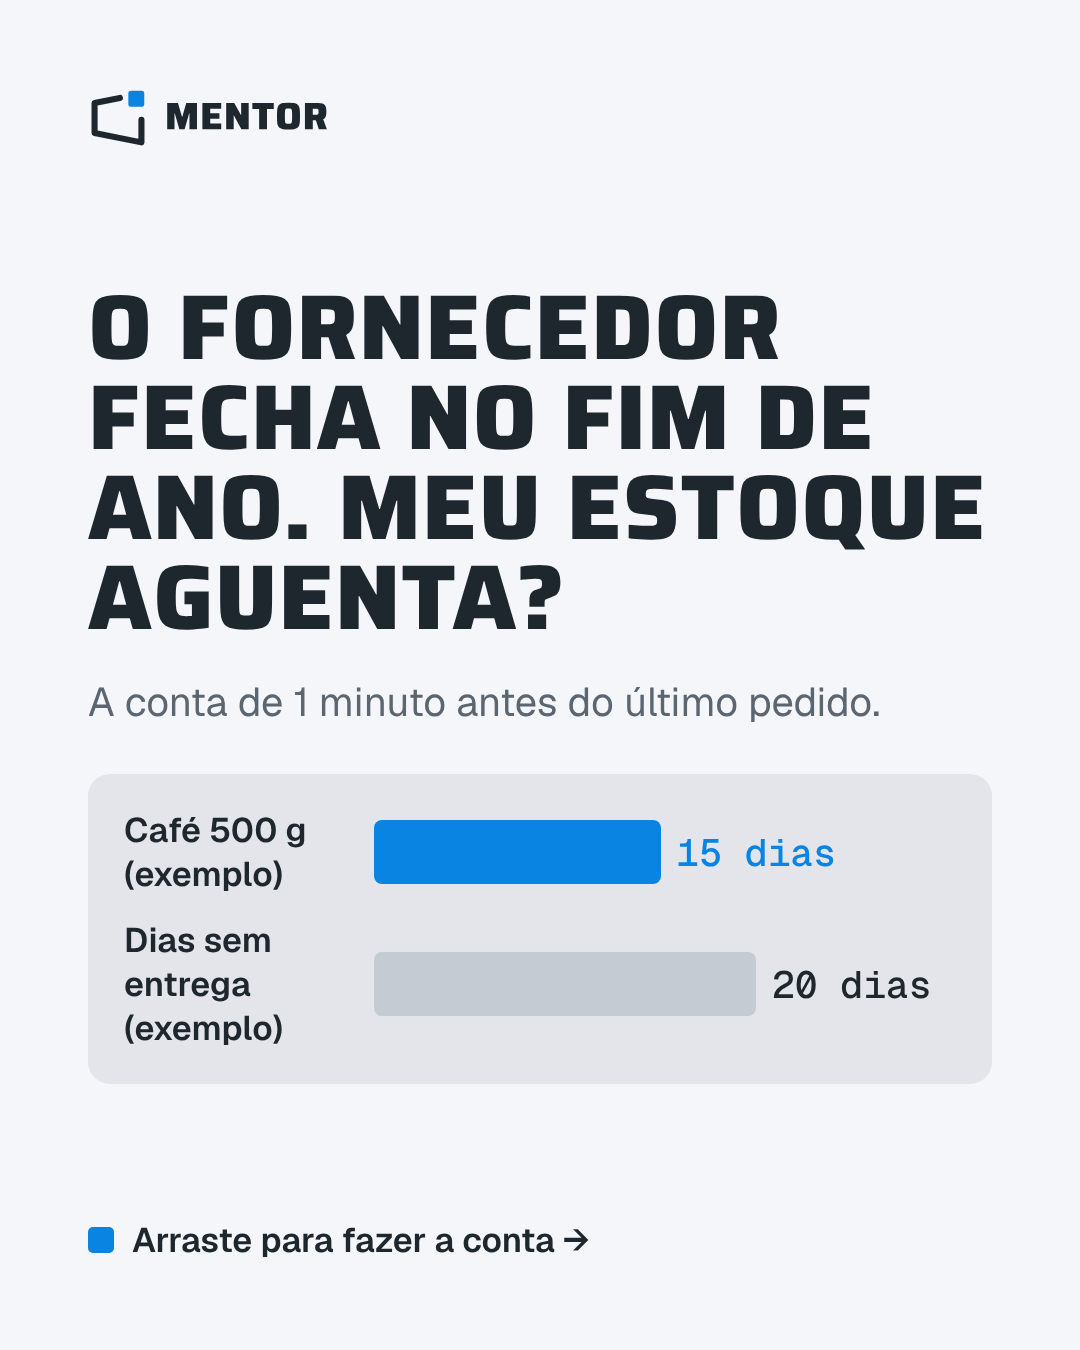 MENTOR
O FORNECEDOR
FECHA NO FIM DE
ANO. MEU ESTOQUE
AGUENTA?
A conta de 1 minuto antes do último pedido.
Café 500 g
(exemplo)
15 dias
Dias sem
entrega
(exemplo)
20 dias
Arraste para fazer a conta →